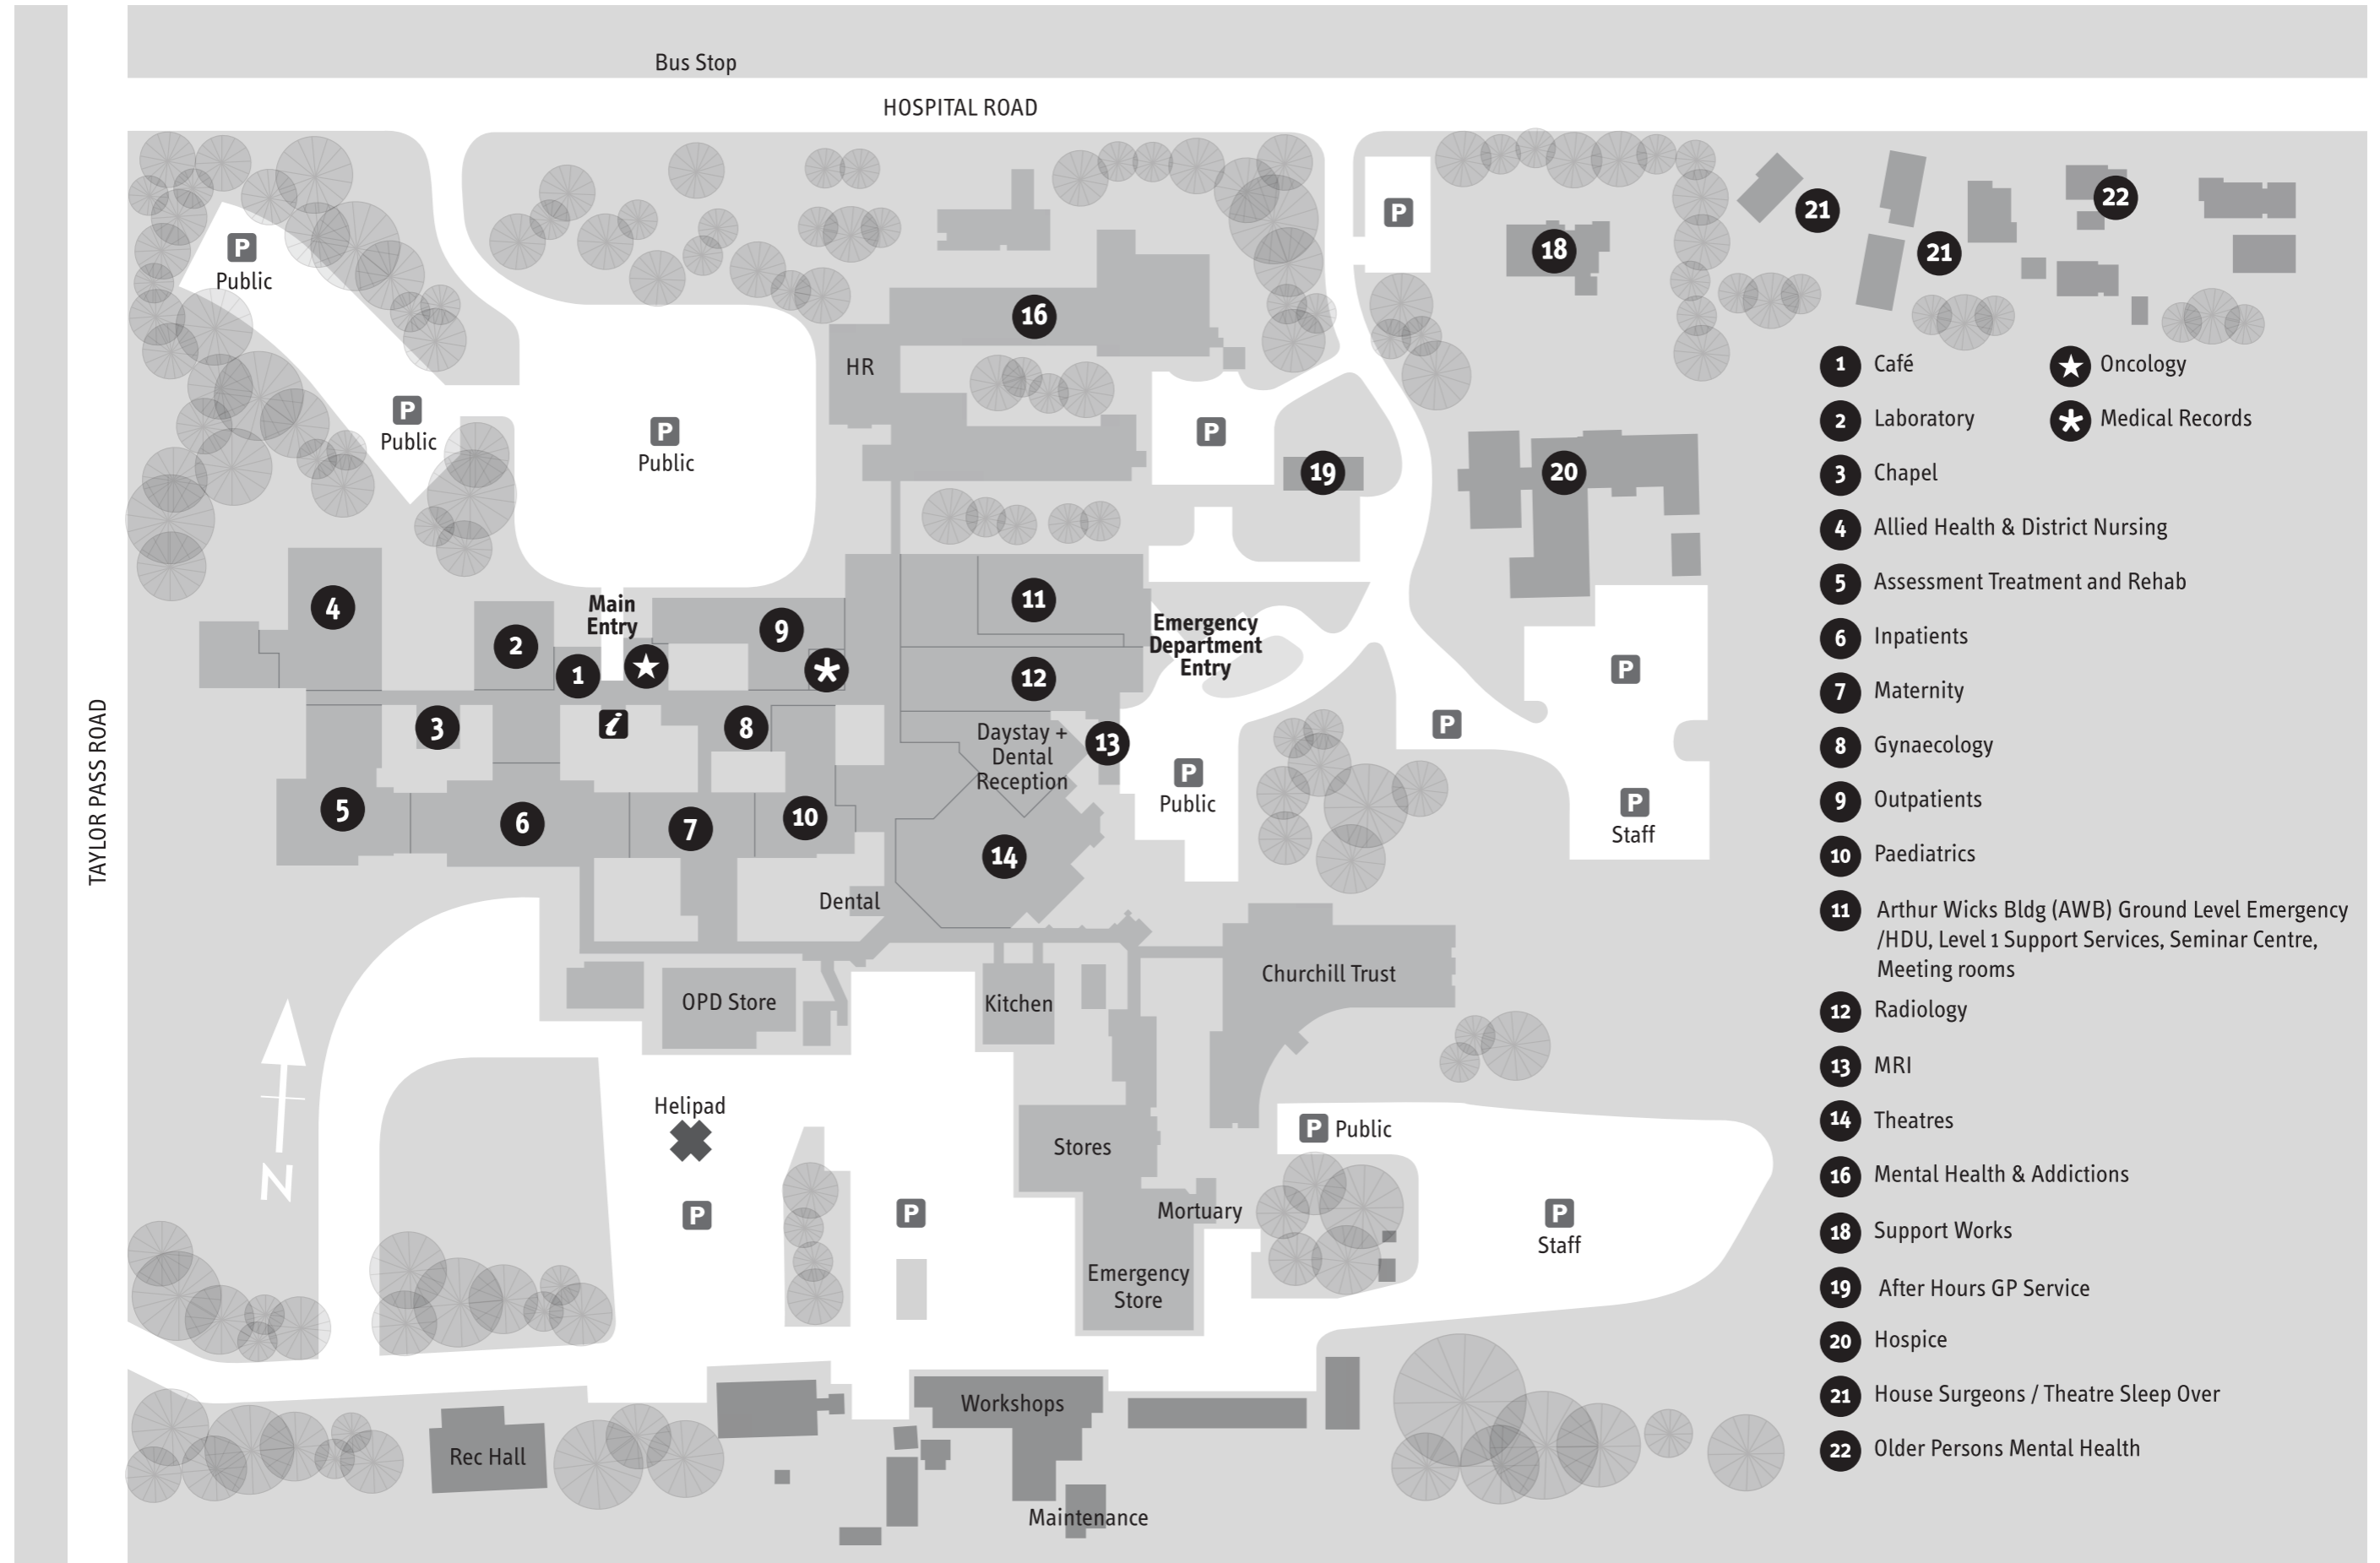 Bus Stop
HOSPITAL ROAD
TAYLOR PASS ROAD
P
Public
P
Public
P
Public
P
P
HR
16
18
19
20
21
21
22
4
2
1
Main
Entry
★
9
*
11
12
Emergency
Department
Entry
3
i
8
Daystay +
Dental
Reception
13
P
Public
P
P
P
Staff
5
6
7
10
14
Dental
OPD Store
Kitchen
Churchill Trust
N
Helipad
P
P
Stores
Mortuary
Emergency
Store
P Public
P
Staff
Rec Hall
Workshops
Maintenance
1 Café
2 Laboratory
3 Chapel
4 Allied Health & District Nursing
5 Assessment Treatment and Rehab
6 Inpatients
7 Maternity
8 Gynaecology
9 Outpatients
10 Paediatrics
11 Arthur Wicks Bldg (AWB) Ground Level Emergency
/HDU, Level 1 Support Services, Seminar Centre,
Meeting rooms
12 Radiology
13 MRI
14 Theatres
16 Mental Health & Addictions
18 Support Works
19 After Hours GP Service
20 Hospice
21 House Surgeons / Theatre Sleep Over
22 Older Persons Mental Health
★ Oncology
* Medical Records